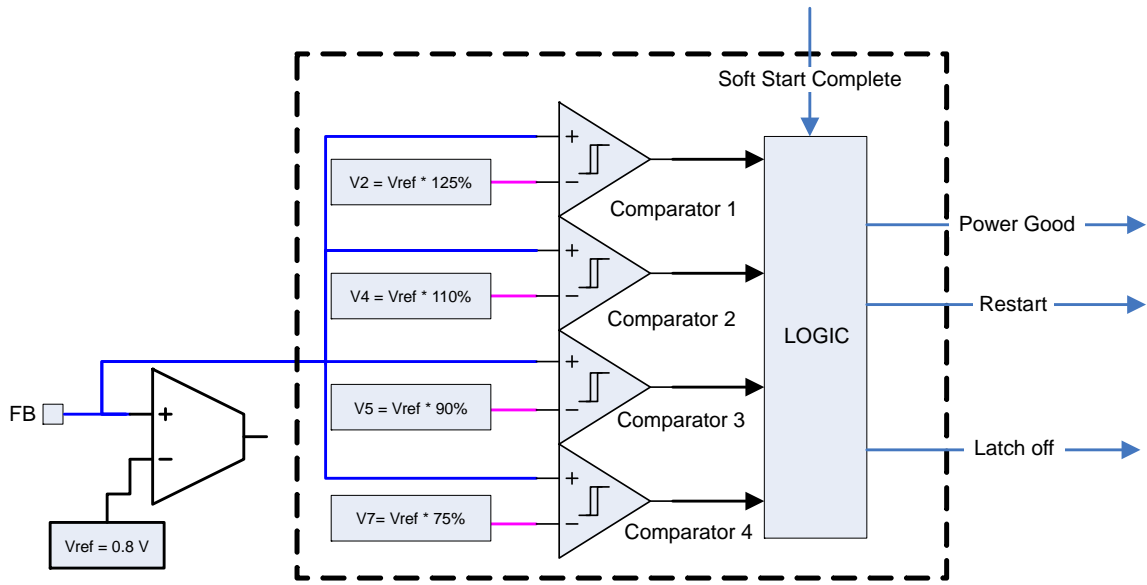 Soft Start Complete
+
V2 = Vref * 125%
−
Comparator 1
+
V4 = Vref * 110%
−
Comparator 2
+
V5 = Vref * 90%
−
Comparator 3
+
V7= Vref * 75%
−
Comparator 4
LOGIC
Power Good
Restart
Latch off
FB
+
−
Vref = 0.8 V